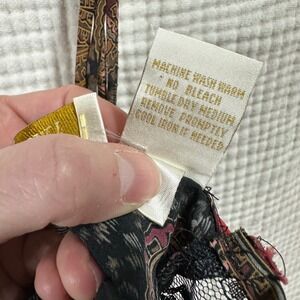 MACHINE WASH WARM
NO BLEACH
TUMBLE DRY MEDIUM
REMOVE PROMPTLY
COOL IRON IF NEEDED.